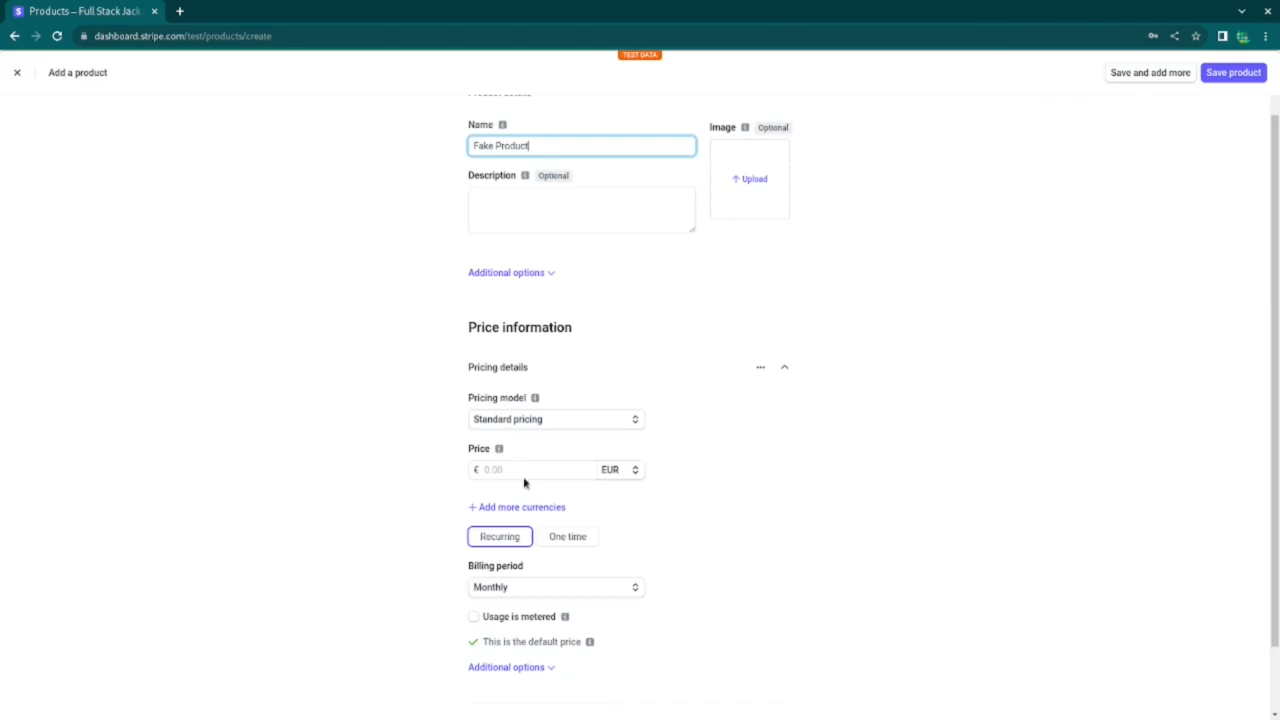 Products – Full Stack Jack
dashboard.stripe.com/test/products/create
TEST DATA
Add a product
Save and add more
Save product
Product details
Name
Image Optional
Fake Product
Description Optional
Upload
Additional options
Price information
Pricing details
Pricing model
Standard pricing
Price
€ 0.00 EUR
+ Add more currencies
Recurring One time
Billing period
Monthly
Usage is metered
This is the default price
Additional options